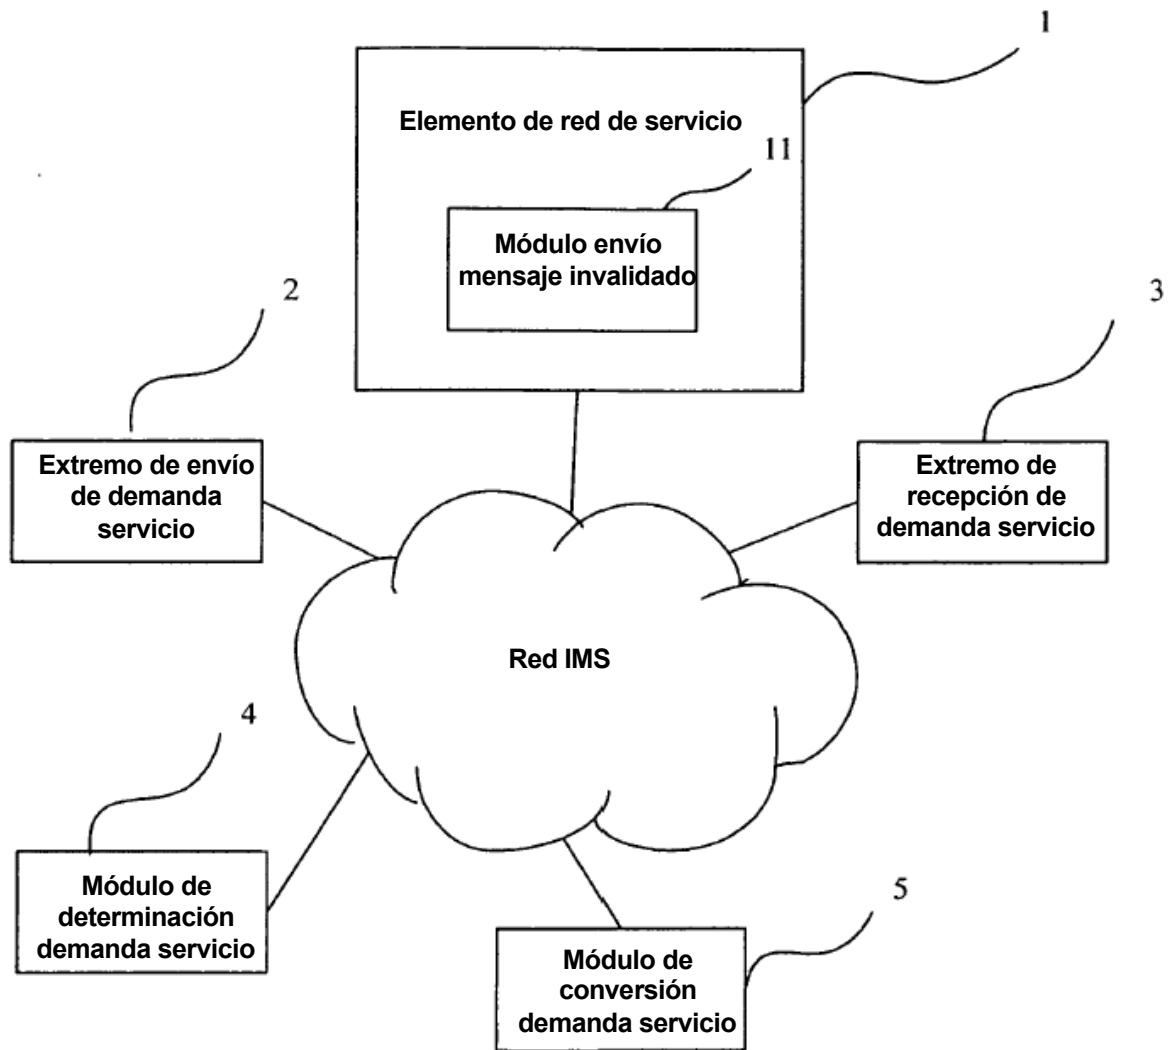 1
Elemento de red de servicio
11
Módulo envío
mensaje invalidado
2
3
Extremo de envío
de demanda
servicio
Extremo de
recepción de
demanda servicio
Red IMS
4
Módulo de
determinación
demanda servicio
5
Módulo de
conversión
demanda servicio